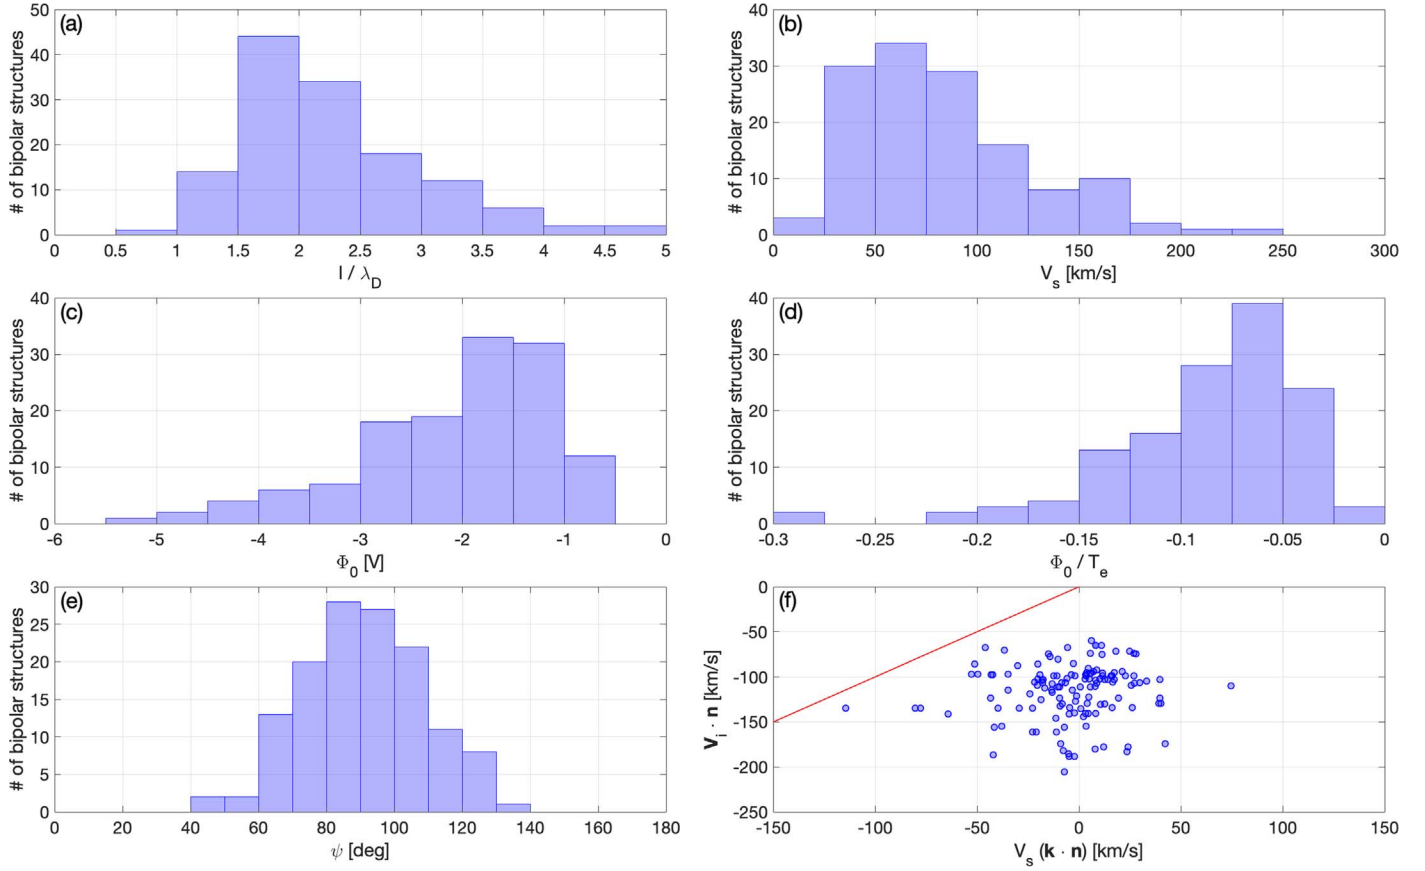 (a)
50
40
30
20
10
0
# of bipolar structures
0 0.5 1 1.5 2 2.5 3 3.5 4 4.5 5
l / λD
(b)
40
30
20
10
0
# of bipolar structures
0 50 100 150 200 250 300
Vs [km/s]
(c)
40
30
20
10
0
# of bipolar structures
-6 -5 -4 -3 -2 -1 0
Φ0 [V]
(d)
40
30
20
10
0
# of bipolar structures
-0.3 -0.25 -0.2 -0.15 -0.1 -0.05 0
Φ0 / Te
(e)
30
25
20
15
10
5
0
# of bipolar structures
0 20 40 60 80 100 120 140 160 180
ψ [deg]
(f)
0
-50
-100
-150
-200
-250
Vi · n [km/s]
-150 -100 -50 0 50 100 150
Vs (k · n) [km/s]